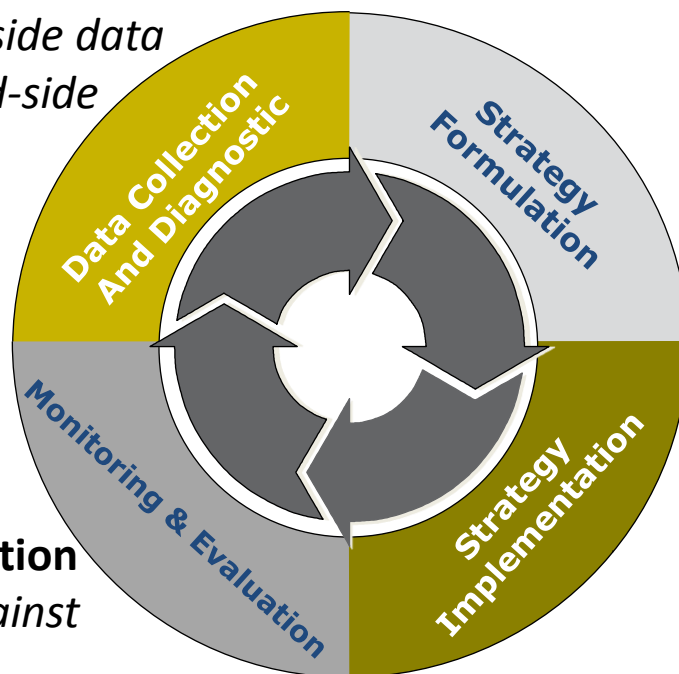 side data
d-side
Data Collection
And Diagnostic
Strategy
Formulation
Strategy
Implementation
Monitoring & Evaluation
tion
ainst